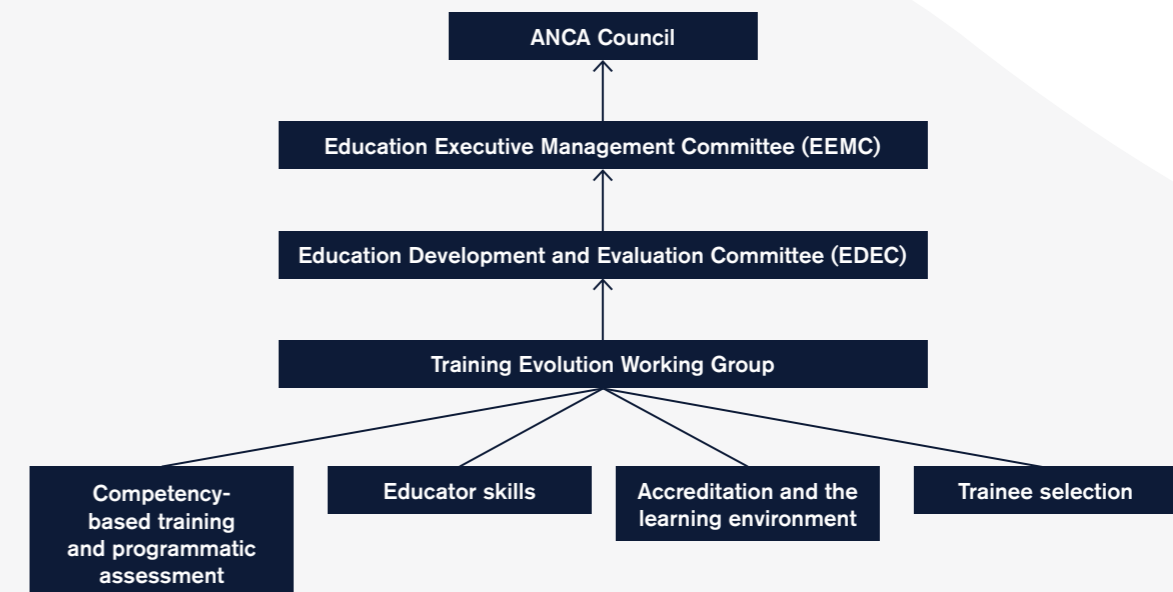 ANCA Council
Education Executive Management Committee (EEMC)
Education Development and Evaluation Committee (EDEC)
Training Evolution Working Group
Competency-
based training
and programmatic
assessment
Educator skills
Accreditation and the
learning environment
Trainee selection